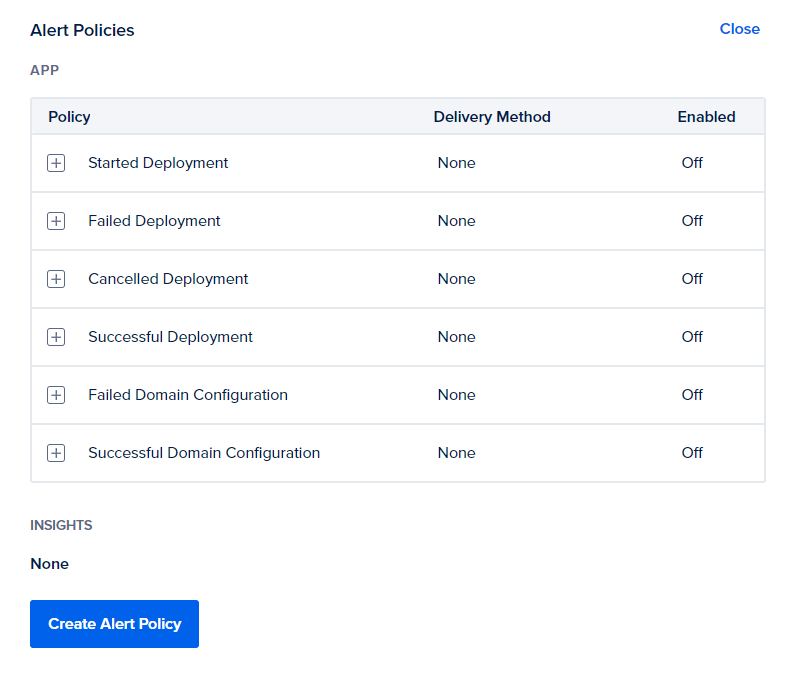 Alert Policies Close
APP
Policy Delivery Method Enabled
Started Deployment None Off
Failed Deployment None Off
Cancelled Deployment None Off
Successful Deployment None Off
Failed Domain Configuration None Off
Successful Domain Configuration None Off
INSIGHTS
None
Create Alert Policy